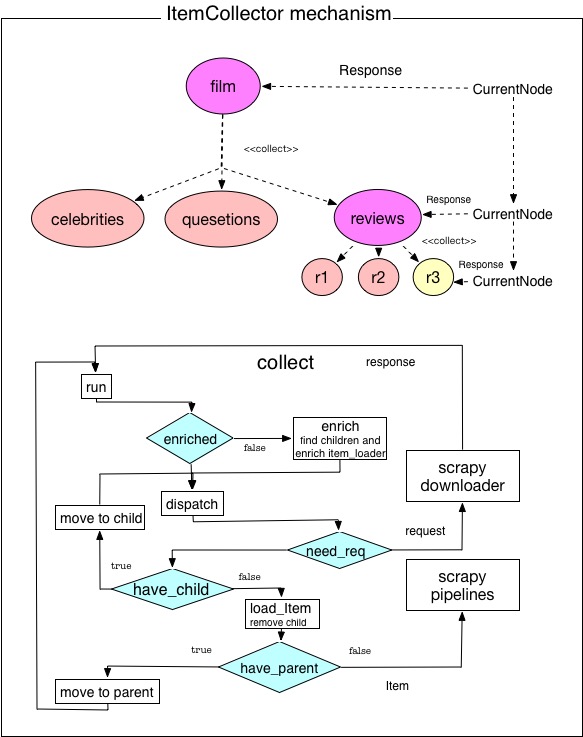 ItemCollector mechanism
Response
film
CurrentNode
<<collect>>
celebrities
quesetions
reviews
Response
CurrentNode
<<collect>>
r1
r2
r3
Response
CurrentNode
collect
response
run
enriched
false
enrich
find children and
enrich item_loader
scrapy
downloader
dispatch
move to child
request
need_req
true
have_child
false
scrapy
pipelines
load_Item
remove child
true
have_parent
false
move to parent
Item